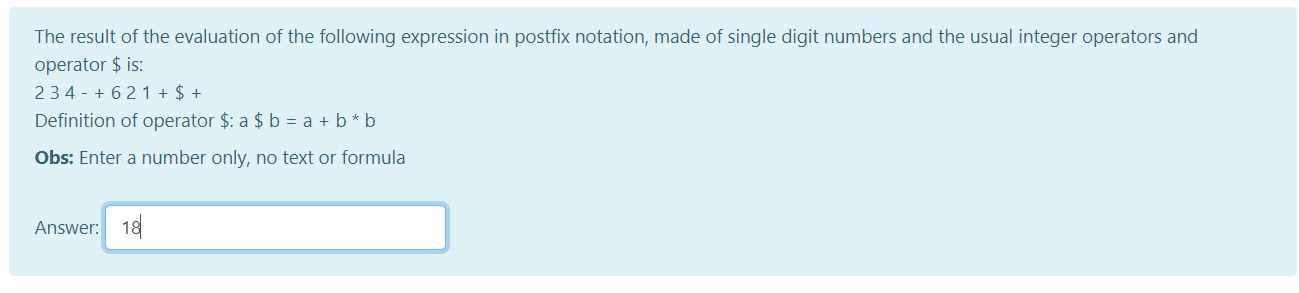 The result of the evaluation of the following expression in postfix notation, made of single digit numbers and the usual integer operators and
operator $ is:
2 3 4 - + 6 2 1 + $ +
Definition of operator $: a $ b = a + b * b
Obs: Enter a number only, no text or formula
Answer: 18